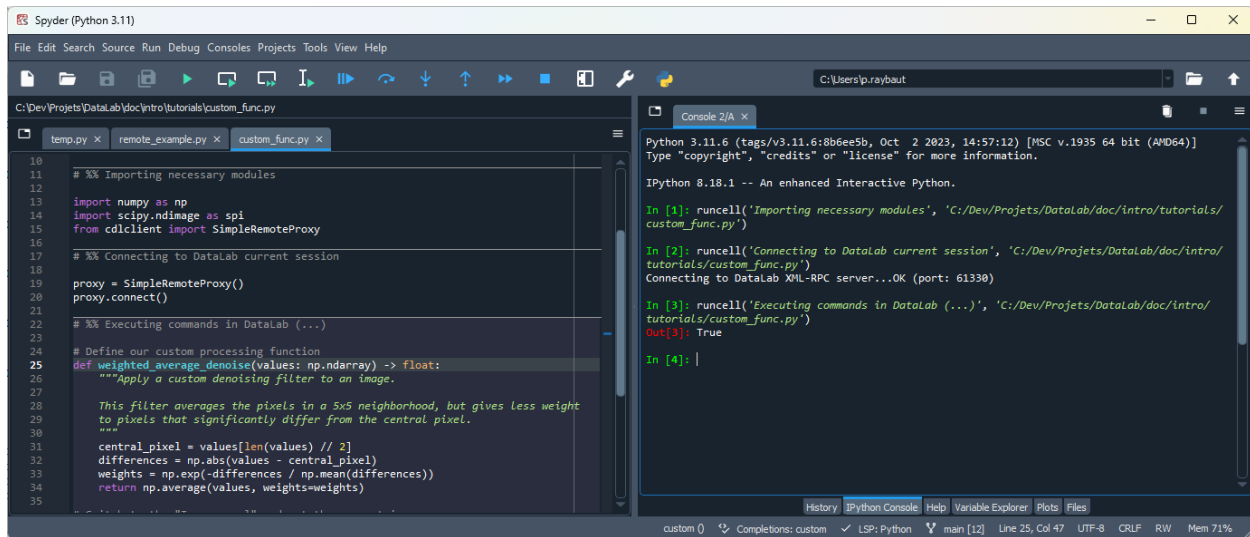 Spyder (Python 3.11)
File Edit Search Source Run Debug Consoles Projects Tools View Help
C:\Users\p.raybaut
C:\Dev\Projets\DataLab\doc\intro\tutorials\custom_func.py
temp.py
remote_example.py
custom_func.py
10
11 # %% Importing necessary modules
12
13 import numpy as np
14 import scipy.ndimage as spi
15 from cdlclient import SimpleRemoteProxy
16
17 # %% Connecting to DataLab current session
18
19 proxy = SimpleRemoteProxy()
20 proxy.connect()
21
22 # %% Executing commands in DataLab (...)
23
24 # Define our custom processing function
25 def weighted_average_denoise(values: np.ndarray) -> float:
26 """Apply a custom denoising filter to an image.
27
28 This filter averages the pixels in a 5x5 neighborhood, but gives less weight
29 to pixels that significantly differ from the central pixel.
30 """
31 central_pixel = values[len(values) // 2]
32 differences = np.abs(values - central_pixel)
33 weights = np.exp(-differences / np.mean(differences))
34 return np.average(values, weights=weights)
35
Console 2/A
Python 3.11.6 (tags/v3.11.6:8b6ee5b, Oct  2 2023, 14:57:12) [MSC v.1935 64 bit (AMD64)]
Type "copyright", "credits" or "license" for more information.
IPython 8.18.1 -- An enhanced Interactive Python.
In [1]: runcell('Importing necessary modules', 'C:/Dev/Projets/DataLab/doc/intro/tutorials/
custom_func.py')
In [2]: runcell('Connecting to DataLab current session', 'C:/Dev/Projets/DataLab/doc/intro/
tutorials/custom_func.py')
Connecting to DataLab XML-RPC server...OK (port: 61330)
In [3]: runcell('Executing commands in DataLab (...)', 'C:/Dev/Projets/DataLab/doc/intro/
tutorials/custom_func.py')
Out[3]: True
In [4]:
History IPython Console Help Variable Explorer Plots Files
custom () Completions: custom LSP: Python main [12] Line 25, Col 47 UTF-8 CRLF RW Mem 71%